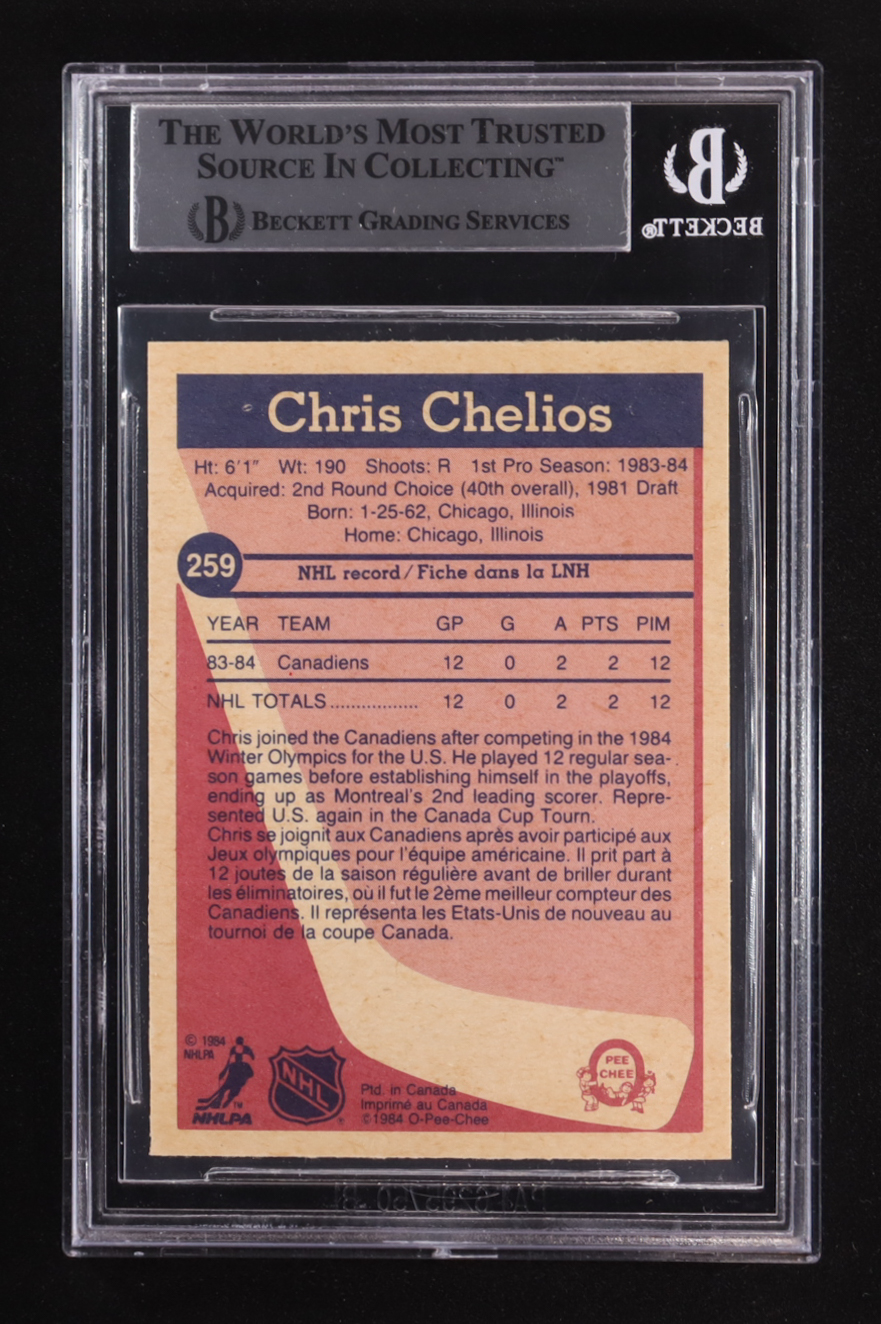 THE WORLD'S MOST TRUSTED
SOURCE IN COLLECTING™
B BECKETT GRADING SERVICES
B
BECKETT®
Chris Chelios
Ht: 6'1" Wt: 190 Shoots: R 1st Pro Season: 1983-84
Acquired: 2nd Round Choice (40th overall), 1981 Draft
Born: 1-25-62, Chicago, Illinois
Home: Chicago, Illinois
259
NHL record/Fiche dans la LNH
YEAR TEAM GP G A PTS PIM
83-84 Canadiens 12 0 2 2 12
NHL TOTALS................. 12 0 2 2 12
Chris joined the Canadiens after competing in the 1984
Winter Olympics for the U.S. He played 12 regular sea-
son games before establishing himself in the playoffs,
ending up as Montreal's 2nd leading scorer. Repre-
sented U.S. again in the Canada Cup Tourn.
Chris se joignit aux Canadiens après avoir participé aux
Jeux olympiques pour l'équipe américaine. Il prit part à
12 joutes de la saison régulière avant de briller durant
les éliminatoires, où il fut le 2ème meilleur compteur des
Canadiens. Il représenta les Etats-Unis de nouveau au
tournoi de la coupe Canada.
© 1984
NHLPA
™
NHLPA
NHL
®
Ptd. in Canada
Imprimé au Canada
©1984 O-Pee-Chee
PEE
CHEE